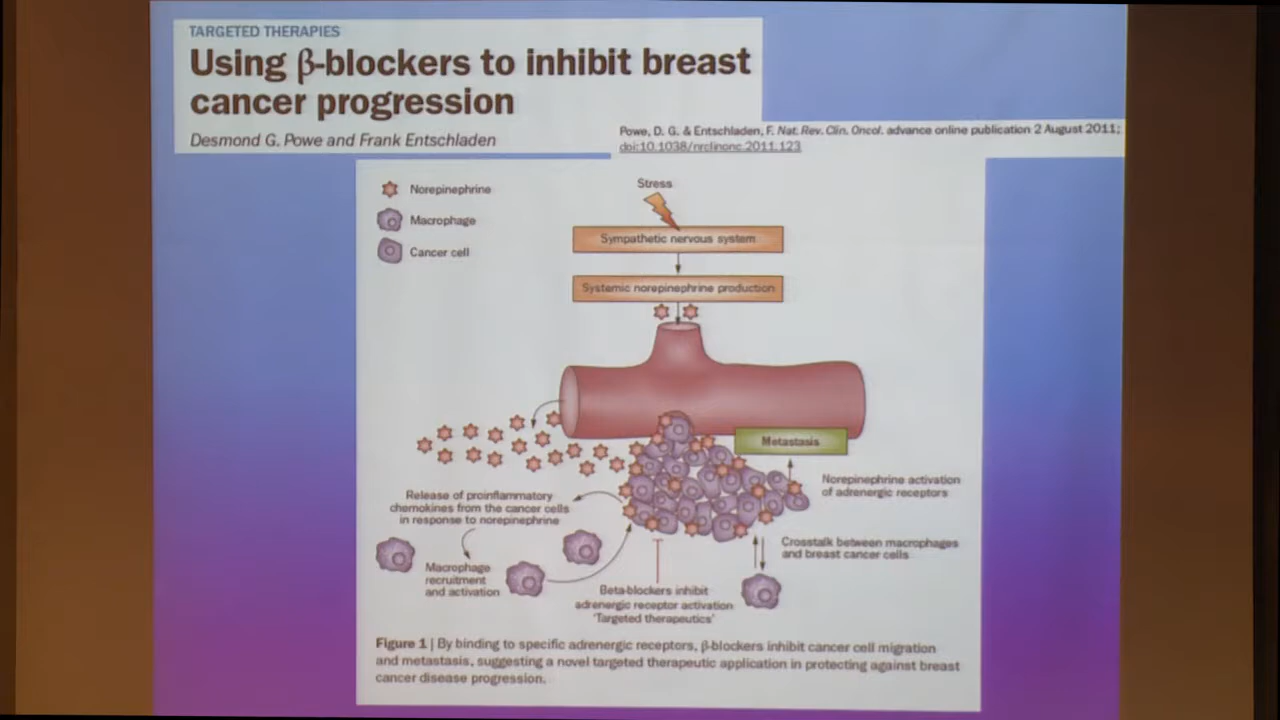 TARGETED THERAPIES
Using β-blockers to inhibit breast
cancer progression
Desmond G. Powe and Frank Entschladen
Powe, D. G. & Entschladen, F. Nat. Rev. Clin. Oncol. advance online publication 2 August 2011;
doi:10.1038/nrclinonc.2011.123
Norepinephrine
Macrophage
Cancer cell
Stress
Sympathetic nervous system
Systemic norepinephrine production
Metastasis
Norepinephrine activation
of adrenergic receptors
Release of proinflammatory
chemokines from the cancer cells
in response to norepinephrine
Crosstalk between macrophages
and breast cancer cells
Macrophage
recruitment
and activation
Beta-blockers inhibit
adrenergic receptor activation
'Targeted therapeutics'
Figure 1 | By binding to specific adrenergic receptors, β-blockers inhibit cancer cell migration
and metastasis, suggesting a novel targeted therapeutic application in protecting against breast
cancer disease progression.